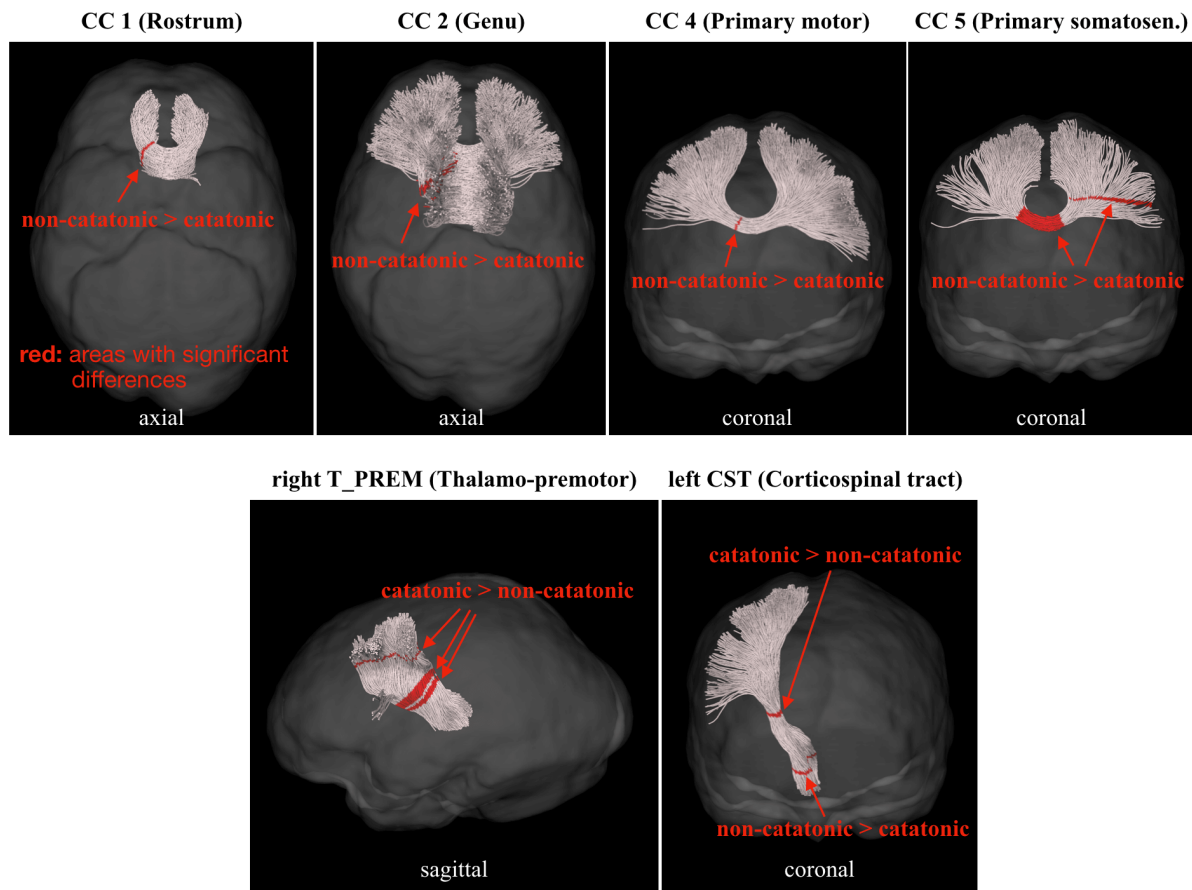 CC 1 (Rostrum)
CC 2 (Genu)
CC 4 (Primary motor)
CC 5 (Primary somatosen.)
non-catatonic > catatonic
non-catatonic > catatonic
non-catatonic > catatonic
non-catatonic > catatonic
red: areas with significant
differences
axial
axial
coronal
coronal
right T_PREM (Thalamo-premotor)
left CST (Corticospinal tract)
catatonic > non-catatonic
catatonic > non-catatonic
non-catatonic > catatonic
sagittal
coronal